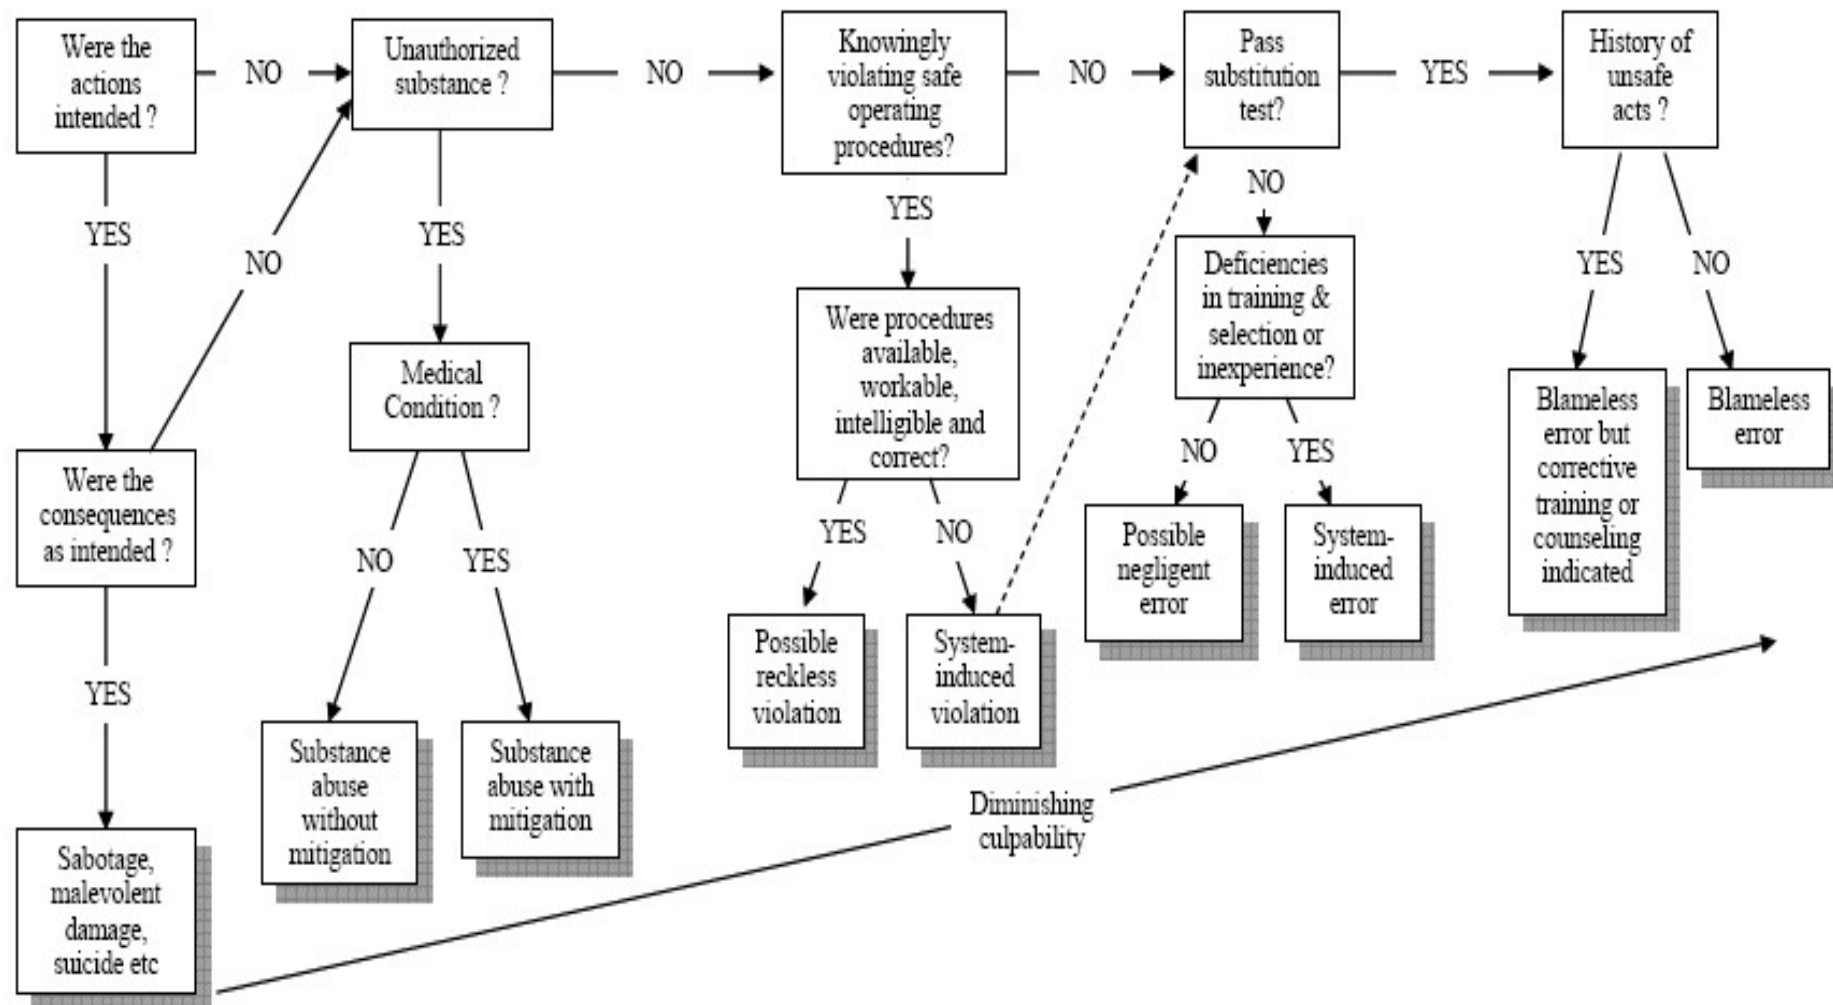 Were the
actions
intended ?
NO
Unauthorized
substance ?
NO
Knowingly
violating safe
operating
procedures?
NO
Pass
substitution
test?
YES
History of
unsafe
acts ?
YES
NO
YES
YES
NO
Deficiencies
in training &
selection or
inexperience?
YES
NO
Were procedures
available,
workable,
intelligible and
correct?
Medical
Condition ?
Were the
consequences
as intended ?
NO
YES
YES
NO
NO
YES
Blameless
error but
corrective
training or
counseling
indicated
Blameless
error
Possible
negligent
error
System-
induced
error
Possible
reckless
violation
System-
induced
violation
YES
Substance
abuse
without
mitigation
Substance
abuse with
mitigation
Diminishing
culpability
Sabotage,
malevolent
damage,
suicide etc